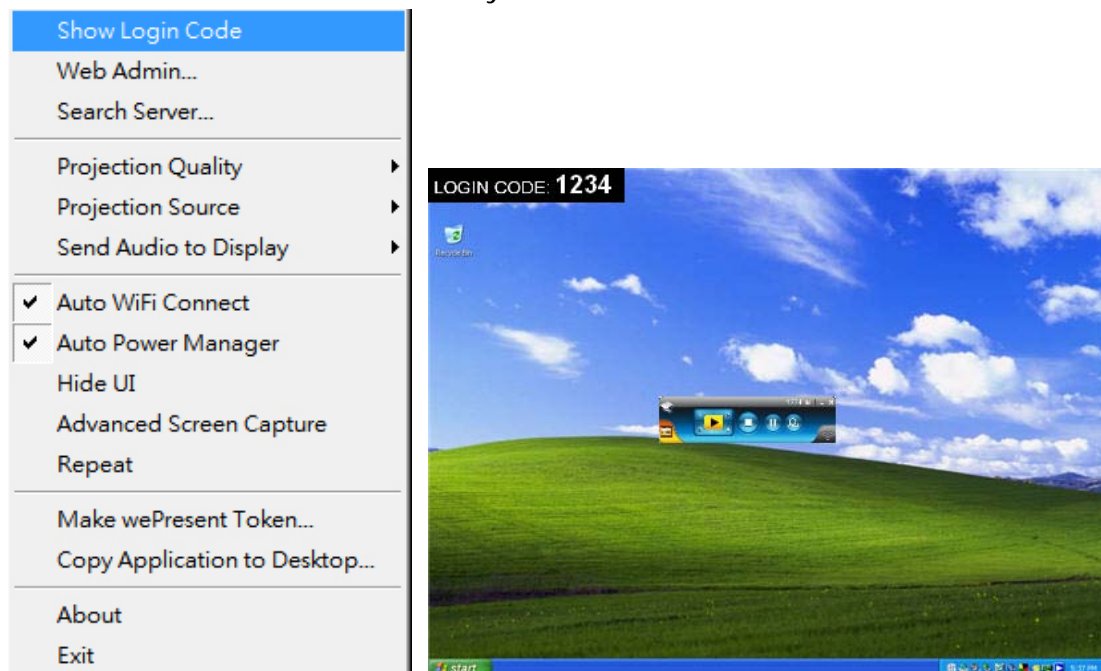 Show Login Code
Web Admin...
Search Server...
Projection Quality
Projection Source
Send Audio to Display
Auto WiFi Connect
Auto Power Manager
Hide UI
Advanced Screen Capture
Repeat
Make wePresent Token...
Copy Application to Desktop...
About
Exit
LOGIN CODE: 1234
Recycle Bin
start